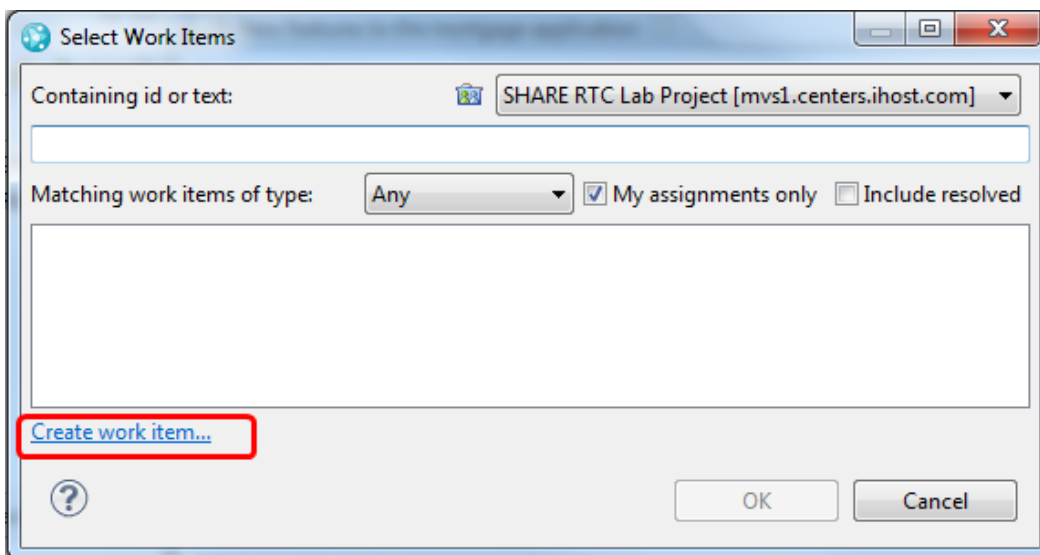 Select Work Items
Containing id or text: SHARE RTC Lab Project [mvs1.centers.ihost.com]
Matching work items of type: Any My assignments only Include resolved
Create work item...
? OK Cancel